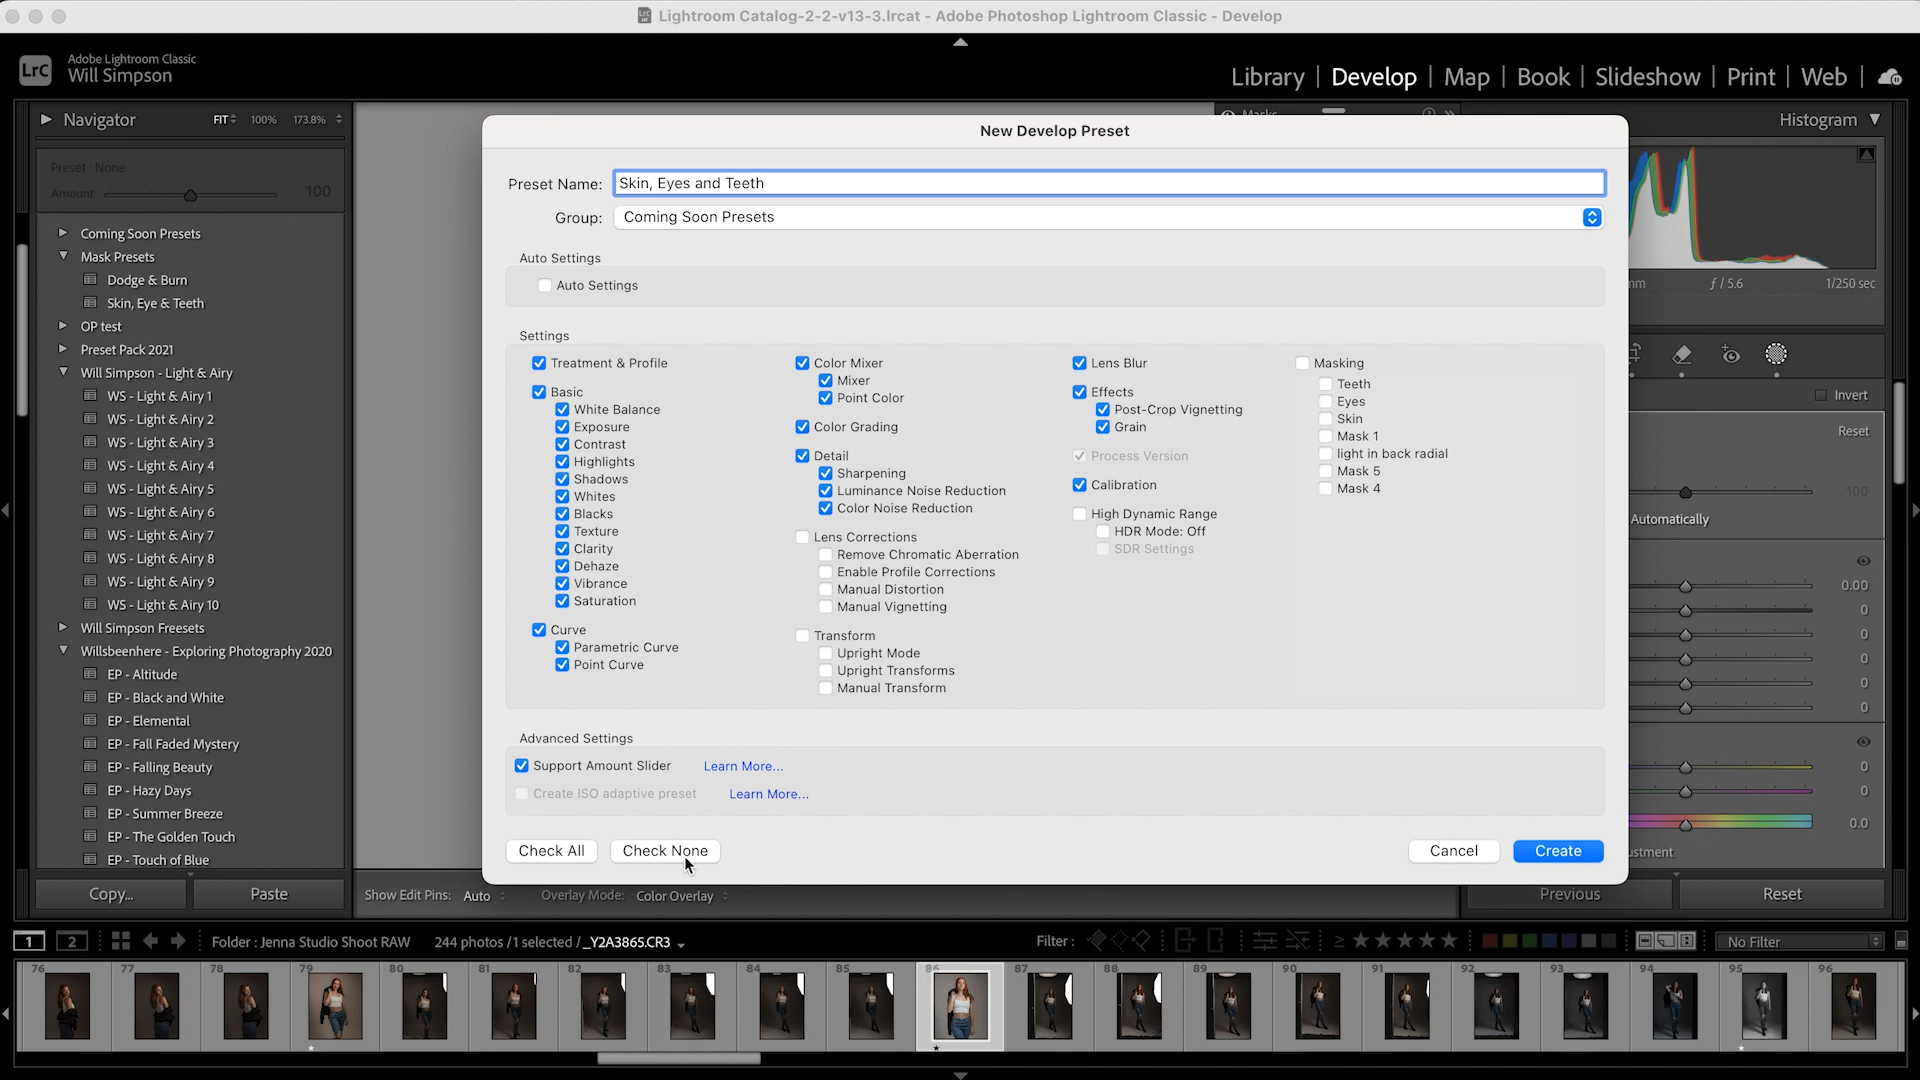 Lightroom Catalog-2-2-v13-3.lrcat - Adobe Photoshop Lightroom Classic - Develop
LrC
Adobe Lightroom Classic
Will Simpson
Library | Develop | Map | Book | Slideshow | Print | Web
Navigator
FIT
100%
173.8%
Masks
Histogram
Preset : None
Amount
100
Coming Soon Presets
Mask Presets
Dodge & Burn
Skin, Eye & Teeth
OP test
Preset Pack 2021
Will Simpson - Light & Airy
WS - Light & Airy 1
WS - Light & Airy 2
WS - Light & Airy 3
WS - Light & Airy 4
WS - Light & Airy 5
WS - Light & Airy 6
WS - Light & Airy 7
WS - Light & Airy 8
WS - Light & Airy 9
WS - Light & Airy 10
Will Simpson Freesets
Willsbeenhere - Exploring Photography 2020
EP - Altitude
EP - Black and White
EP - Elemental
EP - Fall Faded Mystery
EP - Falling Beauty
EP - Hazy Days
EP - Summer Breeze
EP - The Golden Touch
EP - Touch of Blue
Copy...
Paste
New Develop Preset
Preset Name: Skin, Eyes and Teeth
Group: Coming Soon Presets
Auto Settings
Auto Settings
Settings
Treatment & Profile
Basic
White Balance
Exposure
Contrast
Highlights
Shadows
Whites
Blacks
Texture
Clarity
Dehaze
Vibrance
Saturation
Curve
Parametric Curve
Point Curve
Color Mixer
Mixer
Point Color
Color Grading
Detail
Sharpening
Luminance Noise Reduction
Color Noise Reduction
Lens Corrections
Remove Chromatic Aberration
Enable Profile Corrections
Manual Distortion
Manual Vignetting
Transform
Upright Mode
Upright Transforms
Manual Transform
Lens Blur
Effects
Post-Crop Vignetting
Grain
Process Version
Calibration
High Dynamic Range
HDR Mode: Off
SDR Settings
Masking
Teeth
Eyes
Skin
Mask 1
light in back radial
Mask 5
Mask 4
Advanced Settings
Support Amount Slider
Learn More...
Create ISO adaptive preset
Learn More...
Check All
Check None
Cancel
Create
mm
ƒ / 5.6
1/250 sec
Invert
Reset
100
Automatically
0.00
0
0
0
0
0
0
0
0.0
ustment
Previous
Reset
Show Edit Pins: Auto
Overlay Mode: Color Overlay
1
2
Folder : Jenna Studio Shoot RAW
244 photos /1 selected /_Y2A3865.CR3
Filter :
≥
No Filter
76
77
78
79
80
81
82
83
84
85
86
87
88
89
90
91
92
93
94
95
96